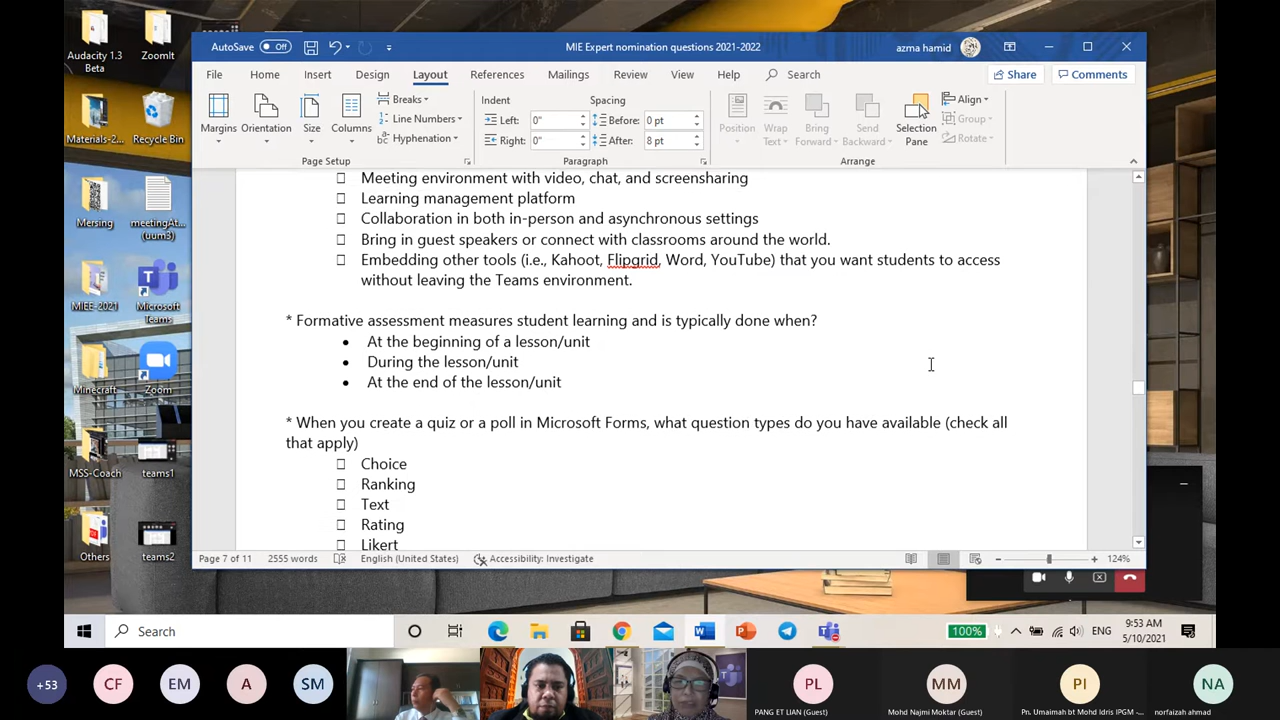 Audacity 1.3
Beta
ZoomIt
Materials-2...
Recycle Bin
Mersing
meetingAt...
(uum3)
MIEE-2021
Microsoft
Teams
Minecraft
Zoom
MSS-Coach
teams1
Others
teams2
AutoSave Off
MIE Expert nomination questions 2021-2022
azma hamid
File Home Insert Design Layout References Mailings Review View Help Search Share Comments
Margins Orientation Size Columns
Breaks
Line Numbers
Hyphenation
Page Setup
Indent
Left: 0"
Right: 0"
Spacing
Before: 0 pt
After: 8 pt
Paragraph
Position
Wrap
Text
Bring
Forward
Send
Backward
Selection
Pane
Align
Group
Rotate
Arrange
Meeting environment with video, chat, and screensharing
Learning management platform
Collaboration in both in-person and asynchronous settings
Bring in guest speakers or connect with classrooms around the world.
Embedding other tools (i.e., Kahoot, Flipgrid, Word, YouTube) that you want students to access
without leaving the Teams environment.
* Formative assessment measures student learning and is typically done when?
• At the beginning of a lesson/unit
• During the lesson/unit
• At the end of the lesson/unit
* When you create a quiz or a poll in Microsoft Forms, what question types do you have available (check all
that apply)
Choice
Ranking
Text
Rating
Likert
Page 7 of 11 2555 words English (United States) Accessibility: Investigate 124%
Search
100% ENG
9:53 AM
5/10/2021
+53 CF EM A SM PL MM PI NA
PANG ET LIAN (Guest)
Mohd Najmi Moktar (Guest)
Pn. Umaimah bt Mohd Idris IPGM -...
norfaizah ahmad